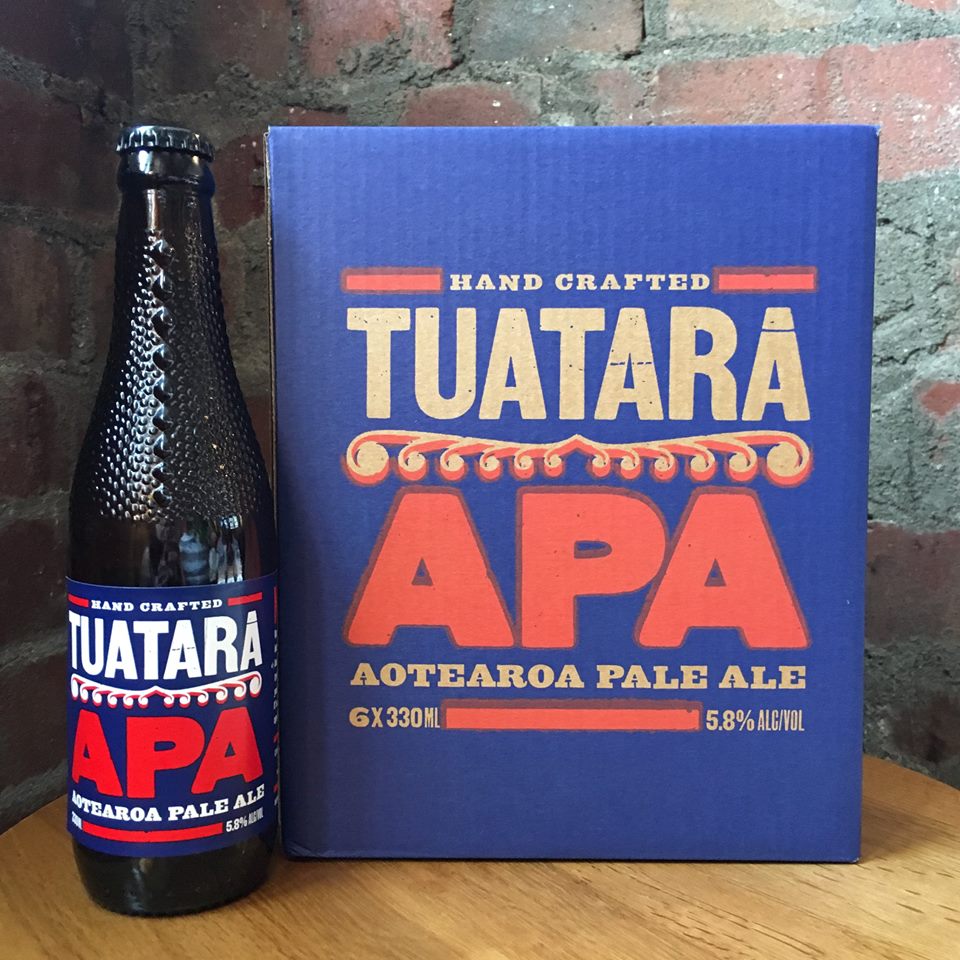 HAND CRAFTED
TUATARA
APA
AOTEAROA PALE ALE
330ML 5.8% ALC/VOL
HAND CRAFTED
TUATARA
APA
AOTEAROA PALE ALE
6X330ML 5.8% ALC/VOL